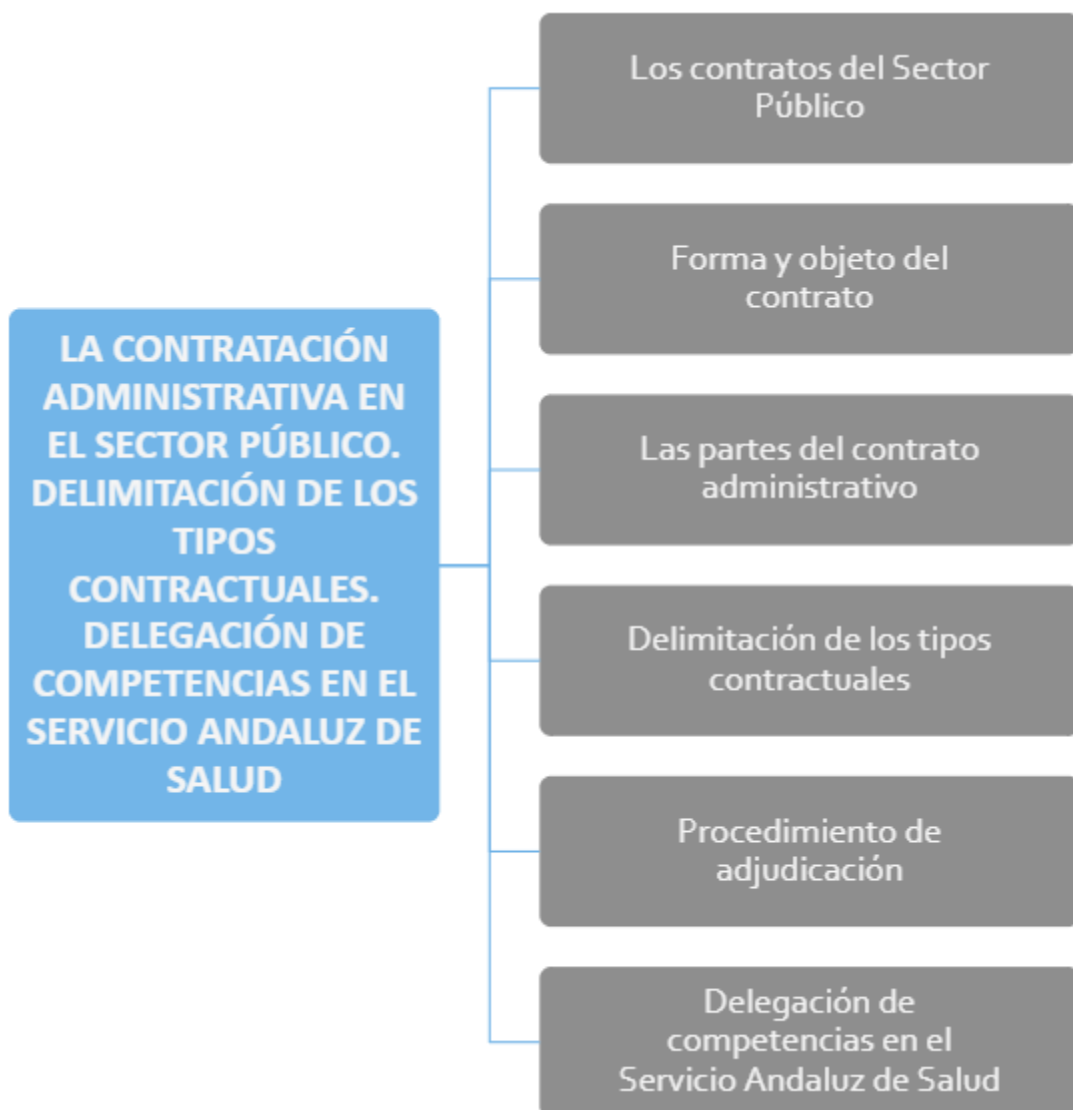 LA CONTRATACIÓN
ADMINISTRATIVA EN
EL SECTOR PÚBLICO.
DELIMITACIÓN DE LOS
TIPOS
CONTRACTUALES.
DELEGACIÓN DE
COMPETENCIAS EN EL
SERVICIO ANDALUZ DE
SALUD
Los contratos del Sector
Público
Forma y objeto del
contrato
Las partes del contrato
administrativo
Delimitación de los tipos
contractuales
Procedimiento de
adjudicación
Delegación de
competencias en el
Servicio Andaluz de Salud